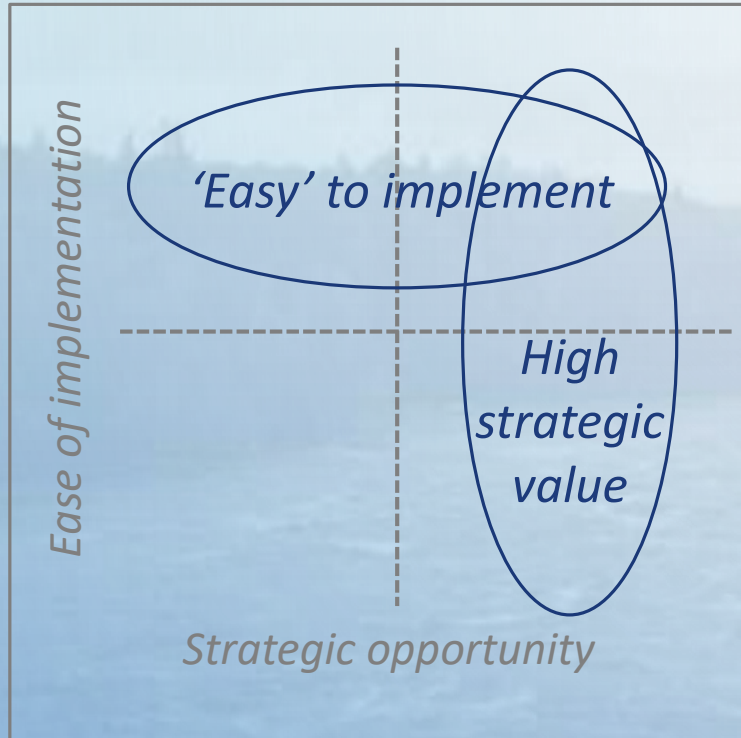 Ease of implementation
‘Easy’ to implement
High
strategic
value
Strategic opportunity